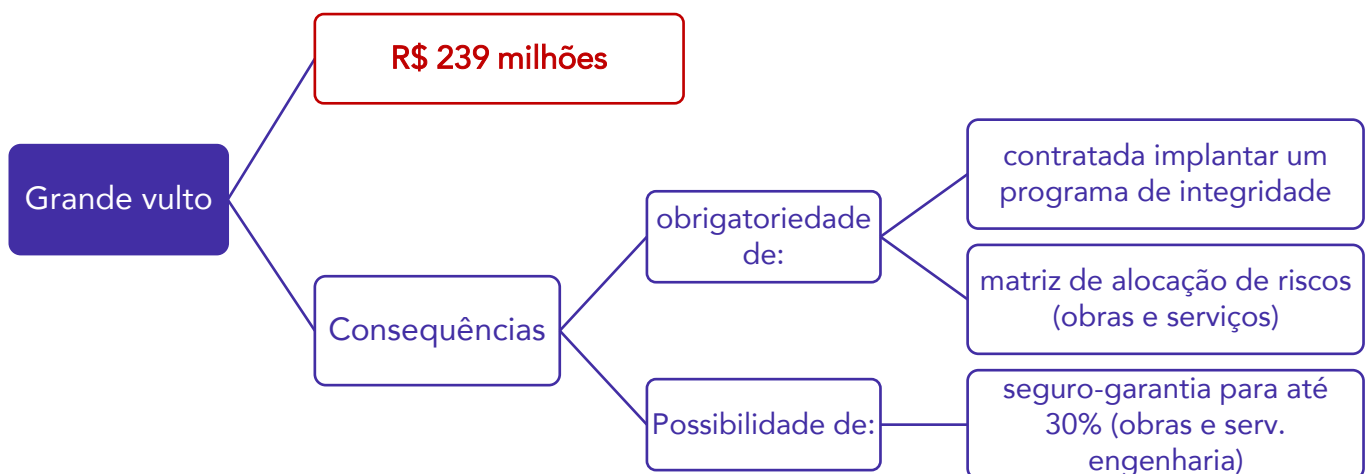 R$ 239 milhões
Grande vulto
Consequências
obrigatoriedade
de:
contratada implantar um
programa de integridade
matriz de alocação de riscos
(obras e serviços)
Possibilidade de:
seguro-garantia para até
30% (obras e serv.
engenharia)